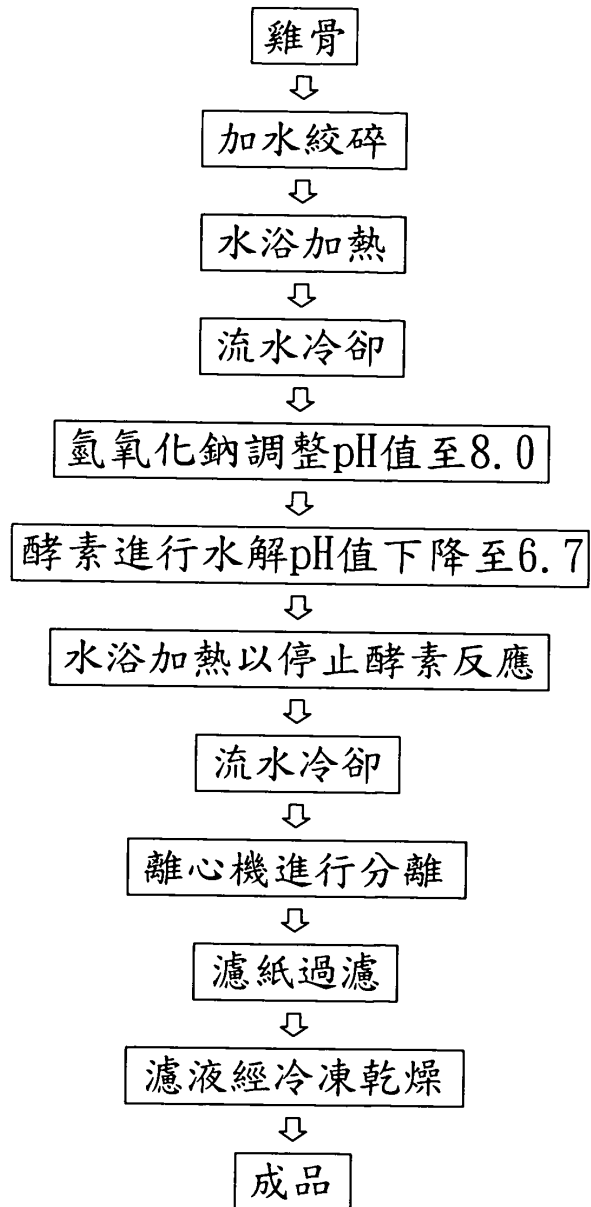 雞骨
加水絞碎
水浴加熱
流水冷卻
氫氧化鈉調整pH值至8.0
酵素進行水解pH值下降至6.7
水浴加熱以停止酵素反應
流水冷卻
離心機進行分離
濾紙過濾
濾液經冷凍乾燥
成品